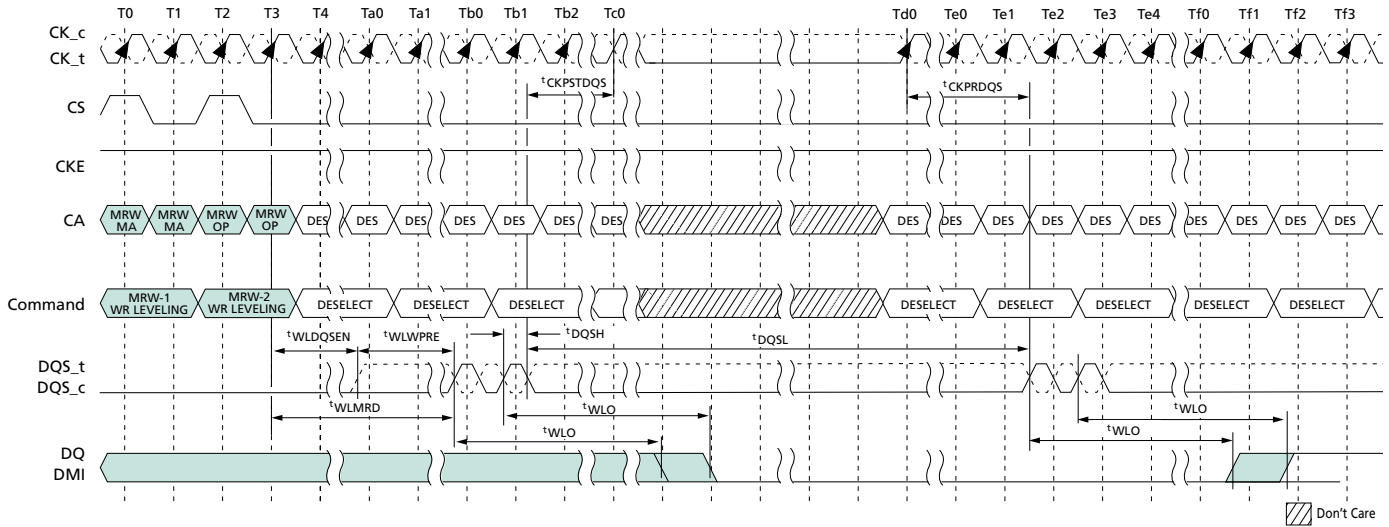 T0 T1 T2 T3 T4 Ta0 Ta1 Tb0 Tb1 Tb2 Tc0 Td0 Te0 Te1 Te2 Te3 Te4 Tf0 Tf1 Tf2 Tf3
CK_c
CK_t
tCKPSTDQS tCKPRDQS
CS
CKE
CA
MRW MA MRW MA MRW OP MRW OP DES DES DES DES DES DES DES DES DES DES DES DES DES DES DES DES DES
Command
MRW-1 WR LEVELING MRW-2 WR LEVELING DESELECT DESELECT DESELECT DESELECT DESELECT DESELECT DESELECT DESELECT
tWLDQSEN tWLWPRE tDQSH tDQSL
DQS_t
DQS_c
tWLMRD tWLO tWLO
tWLO tWLO
DQ
DMI
Don't Care